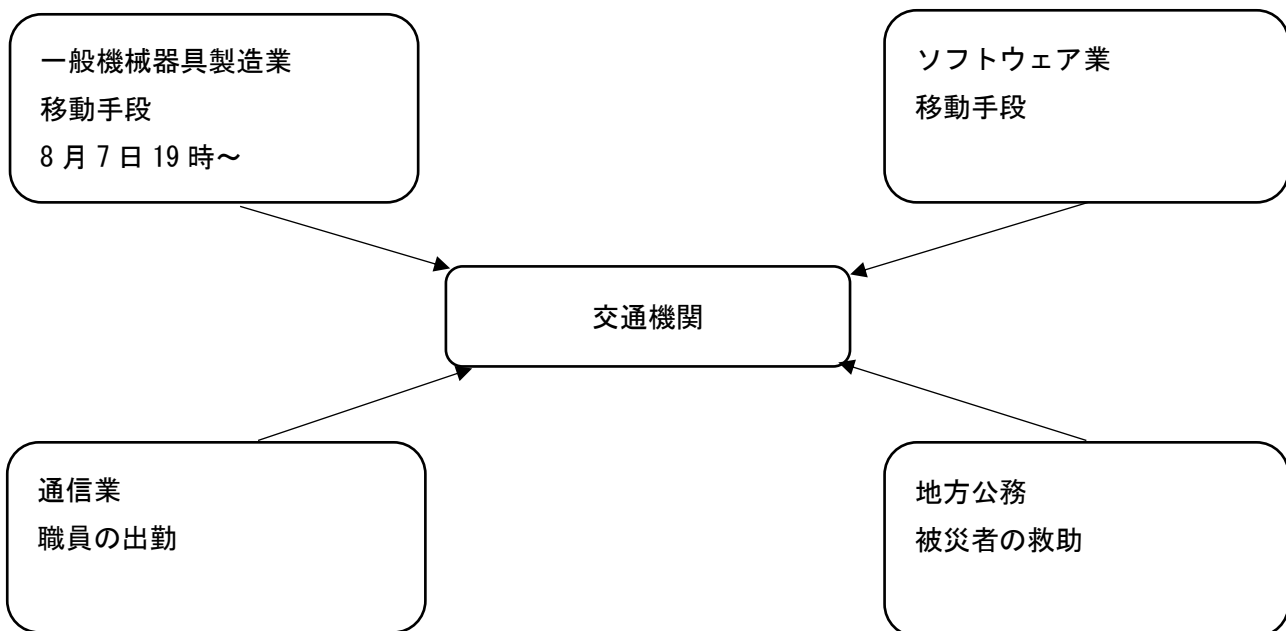 一般機械器具製造業
移動手段
8月7日19時～
ソフトウェア業
移動手段
交通機関
通信業
職員の出勤
地方公務
被災者の救助